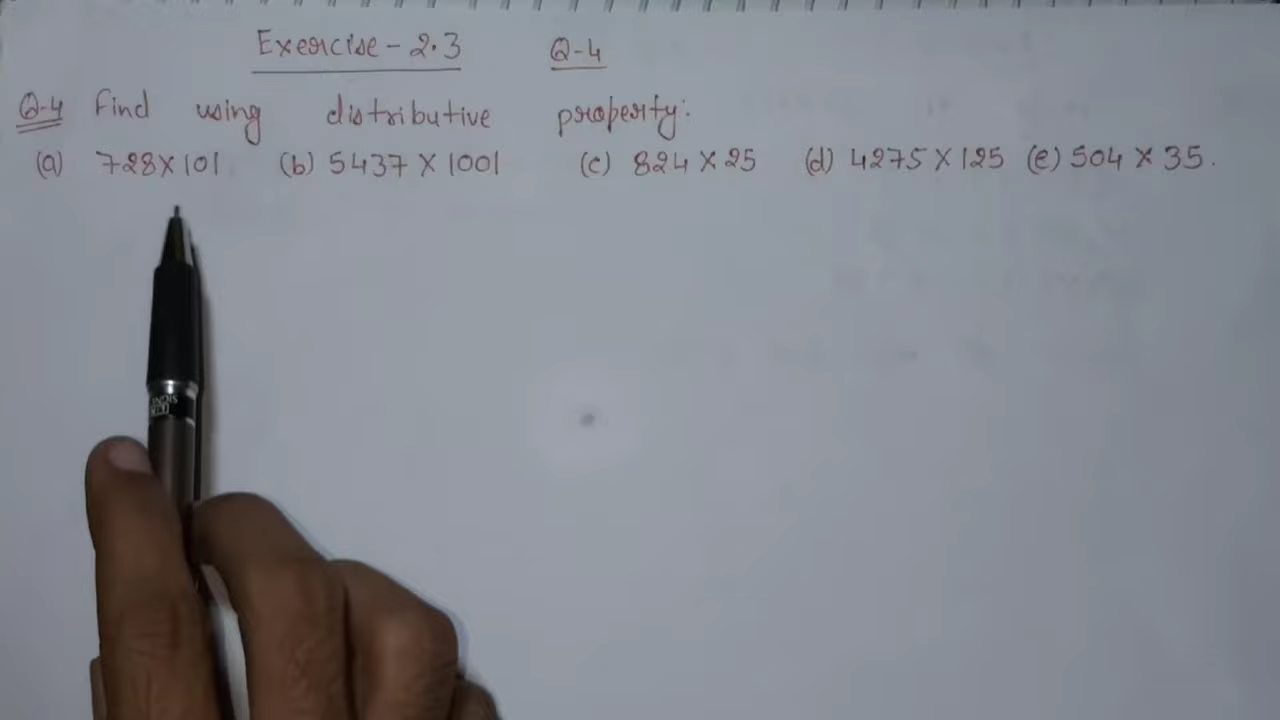 Exercise - 2.3 Q-4
Q-4 Find using distributive property:
(a) 728 × 101 (b) 5437 × 1001 (c) 824 × 25 (d) 4275 × 125 (e) 504 × 35.